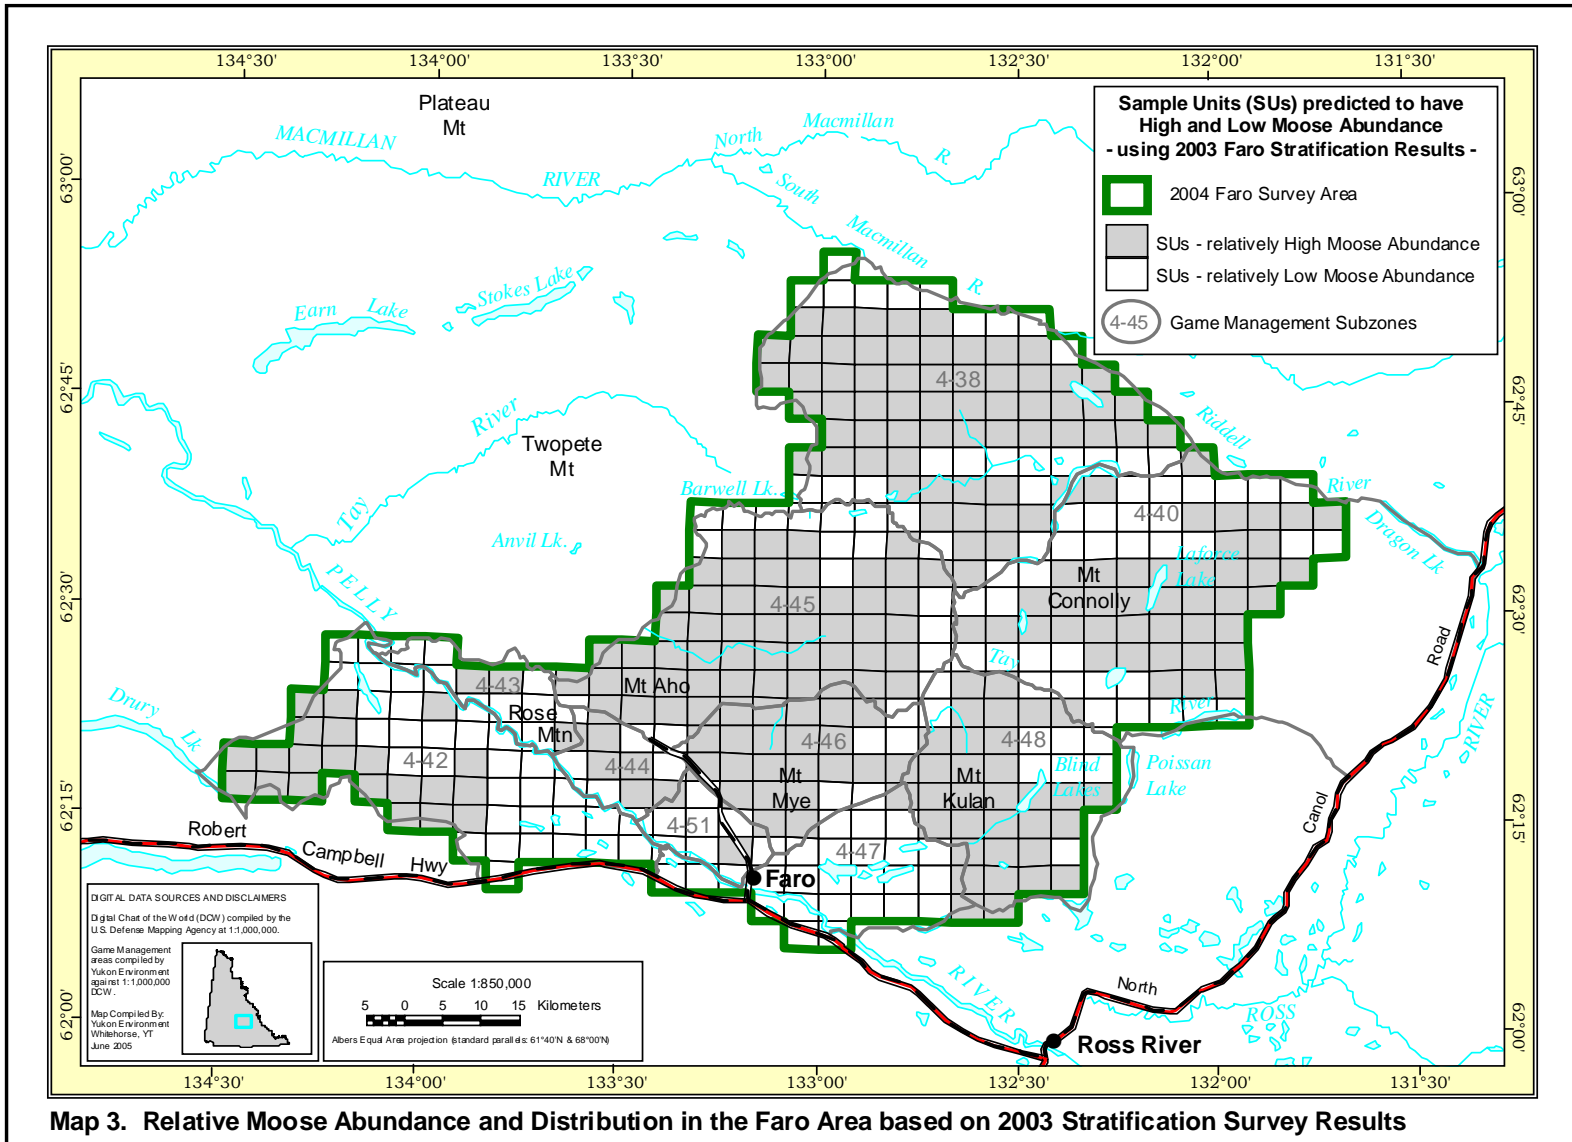 134°30' 134°00' 133°30' 133°00' 132°30' 132°00' 131°30'
Plateau
Mt
MACMILLAN
RIVER
North
Macmillan
R.
South
Macmillan
R.
Sample Units (SUs) predicted to have
High and Low Moose Abundance
- using 2003 Faro Stratification Results -
2004 Faro Survey Area
SUs - relatively High Moose Abundance
SUs - relatively Low Moose Abundance
4-45 Game Management Subzones
63°00'
63°00'
Earn Lake
Stokes Lake
62°45'
62°45'
4-38
River
Tay
Twopete
Mt
Riddell
River
Barwell Lk.
Dragon Lk
4-40
Anvil Lk.
Laforce
Lake
Mt
Connolly
62°30'
62°30'
PELLY
4-45
Tay
River
Road
Drury
Lk
4-43
Mt Aho
Rose
Mtn
4-42
4-44
4-46
4-48
Mt
Mye
Mt
Kulan
Blind
Lakes
Poissan
Lake
RIVER
62°15'
62°15'
4-51
4-47
Canol
Robert
Campbell
Hwy
Faro
RIVER
North
ROSS
Ross River
62°00'
62°00'
DIGITAL DATA SOURCES AND DISCLAIMERS
Digital Chart of the World (DCW) compiled by the
U.S. Defense Mapping Agency at 1:1,000,000.
Game Management
areas compiled by
Yukon Environment
against 1:1,000,000
DCW.
Map Compiled By:
Yukon Environment
Whitehorse, YT
June 2005
Scale 1:850,000
5 0 5 10 15 Kilometers
Albers Equal Area projection (standard parallels: 61°40'N & 68°00'N)
134°30' 134°00' 133°30' 133°00' 132°30' 132°00' 131°30'
Map 3. Relative Moose Abundance and Distribution in the Faro Area based on 2003 Stratification Survey Results